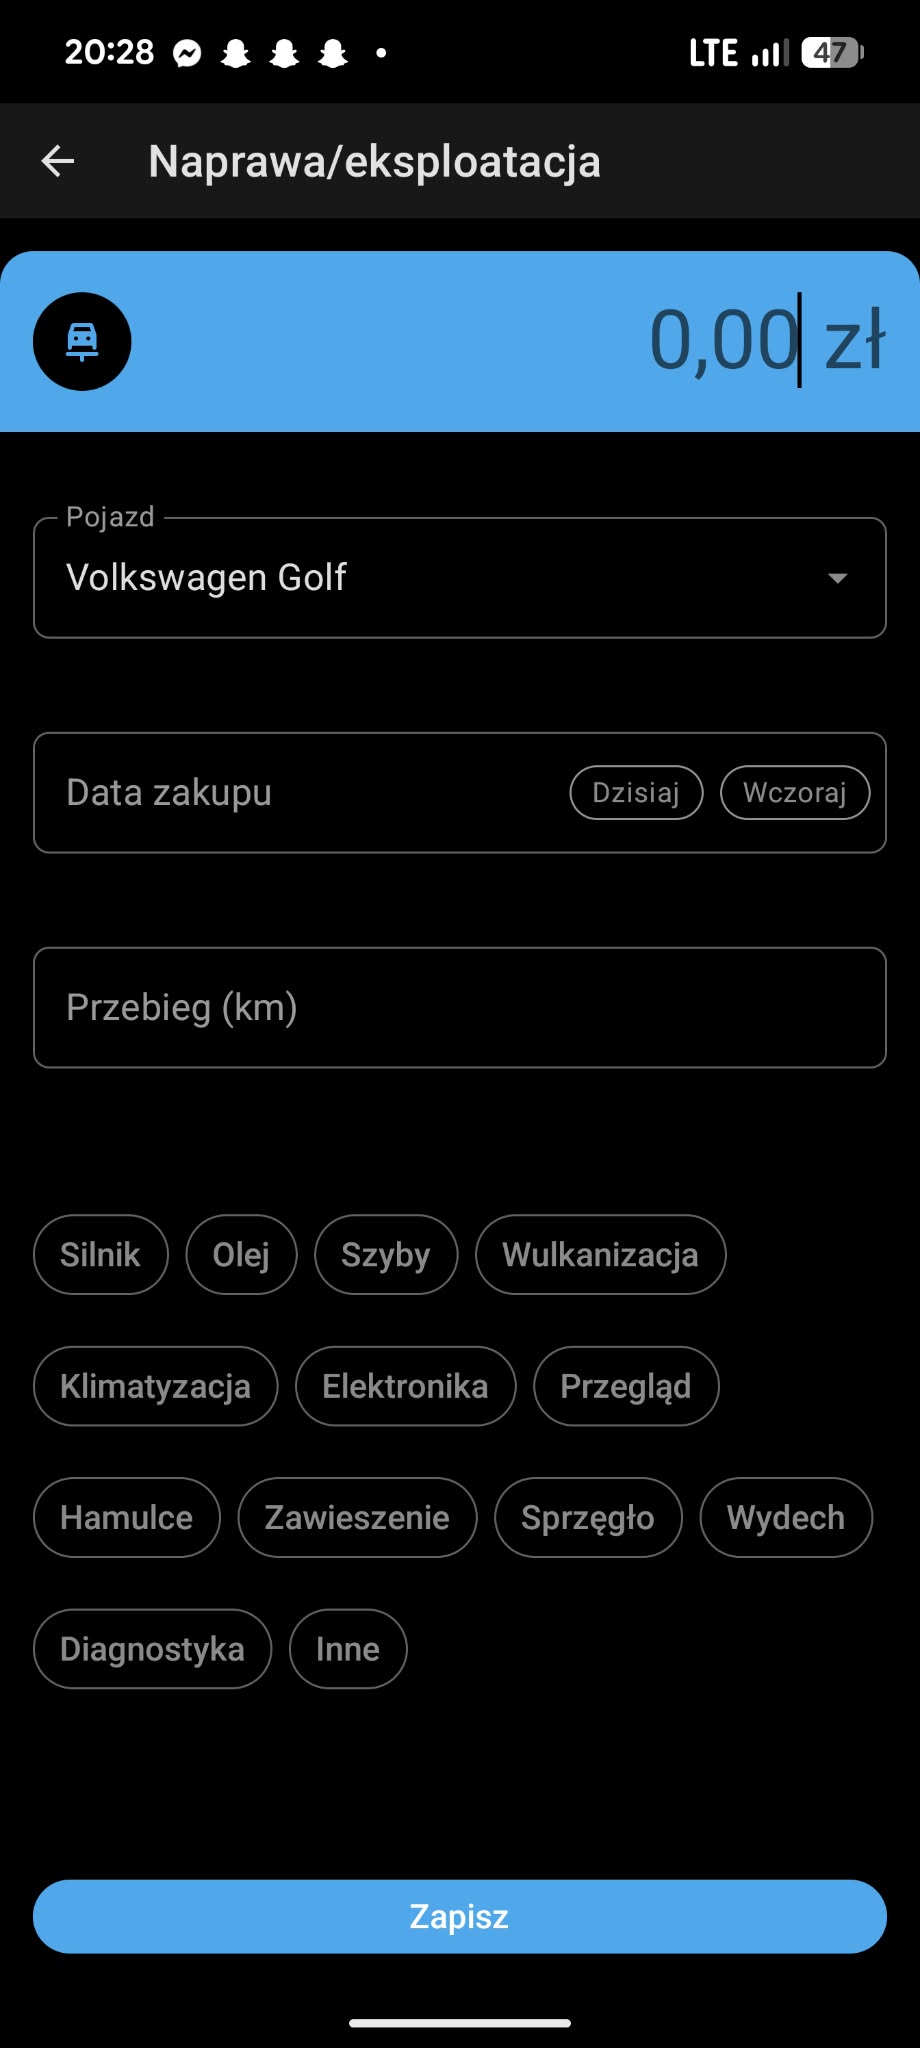 20:28 LTE 47
Naprawa/eksploatacja
0,00 zł
Pojazd
Volkswagen Golf
Data zakupu Dzisiaj Wczoraj
Przebieg (km)
Silnik Olej Szyby Wulkanizacja
Klimatyzacja Elektronika Przegląd
Hamulce Zawieszenie Sprzęgło Wydech
Diagnostyka Inne
Zapisz